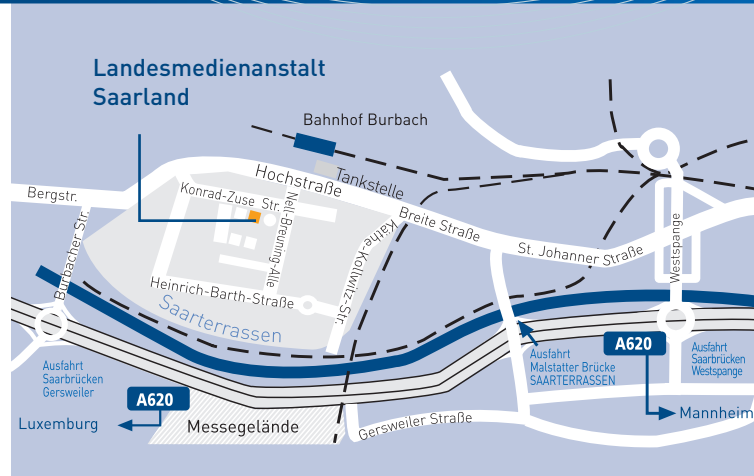 Landesmedienanstalt
Saarland
Bahnhof Burbach
Tankstelle
Hochstraße
Bergstr.
Konrad-Zuse Str.
Nell-Breuning-Alle
Burbacher Str.
Breite Straße
Käthe-Kollwitz-Str.
St. Johanner Straße
Westspange
Heinrich-Barth-Straße
Saarterrassen
Ausfahrt
Saarbrücken
Gersweiler
A620
Luxemburg
Messegelände
Gersweiler Straße
Ausfahrt
Malstatter Brücke
SAARTERRASSEN
A620
Ausfahrt
Saarbrücken
Westspange
Mannheim